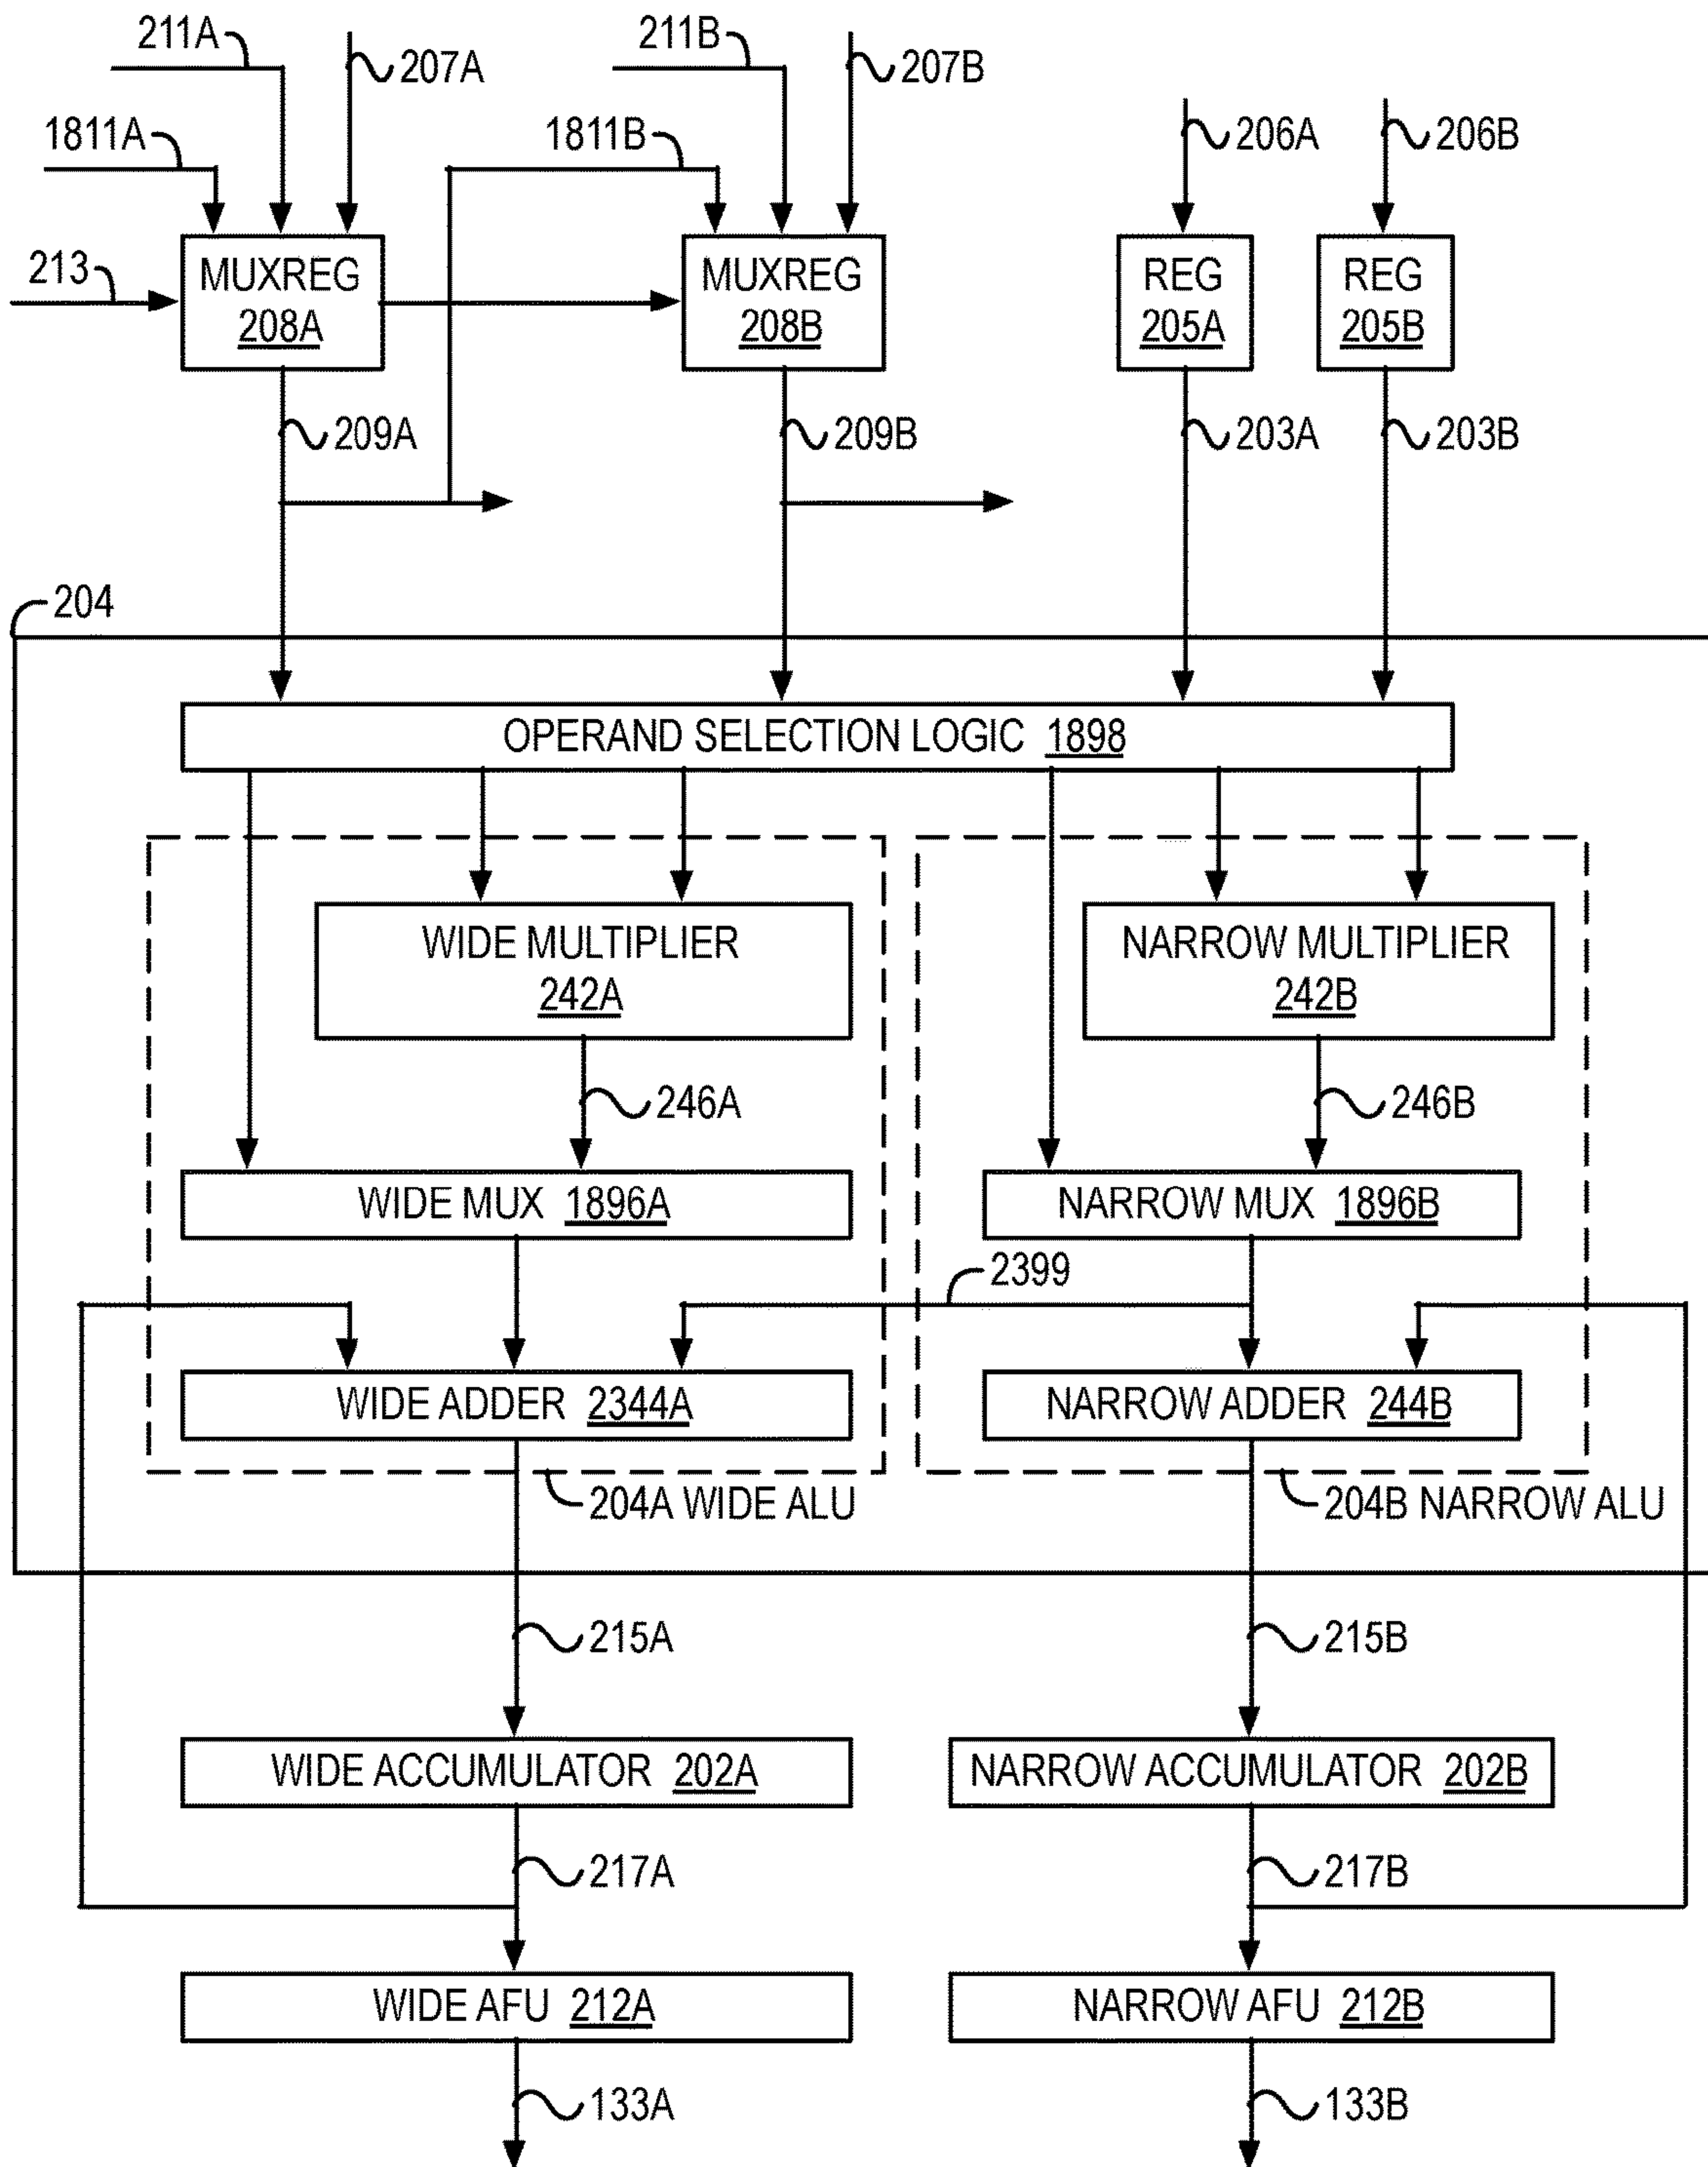 211A
207A
211B
207B
1811A
1811B
206A
206B
213
MUXREG
208A
MUXREG
208B
REG
205A
REG
205B
209A
209B
203A
203B
204
OPERAND SELECTION LOGIC 1898
WIDE MULTIPLIER
242A
NARROW MULTIPLIER
242B
246A
246B
WIDE MUX 1896A
NARROW MUX 1896B
2399
WIDE ADDER 2344A
NARROW ADDER 244B
204A WIDE ALU
204B NARROW ALU
215A
215B
WIDE ACCUMULATOR 202A
NARROW ACCUMULATOR 202B
217A
217B
WIDE AFU 212A
NARROW AFU 212B
133A
133B